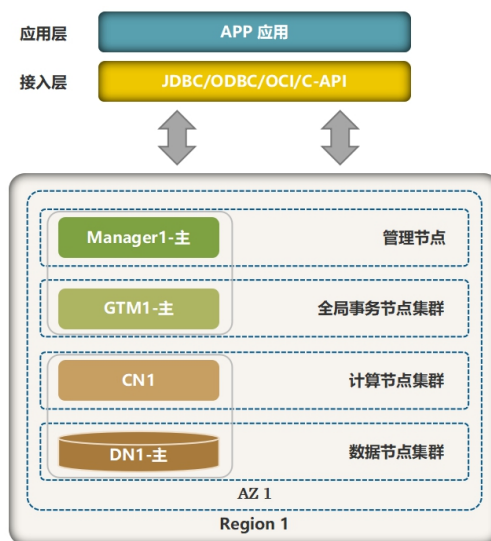 应用层
APP 应用
接入层
JDBC/ODBC/OCI/C-API
Manager1-主
管理节点
GTM1-主
全局事务节点集群
CN1
计算节点集群
DN1-主
数据节点集群
AZ 1
Region 1